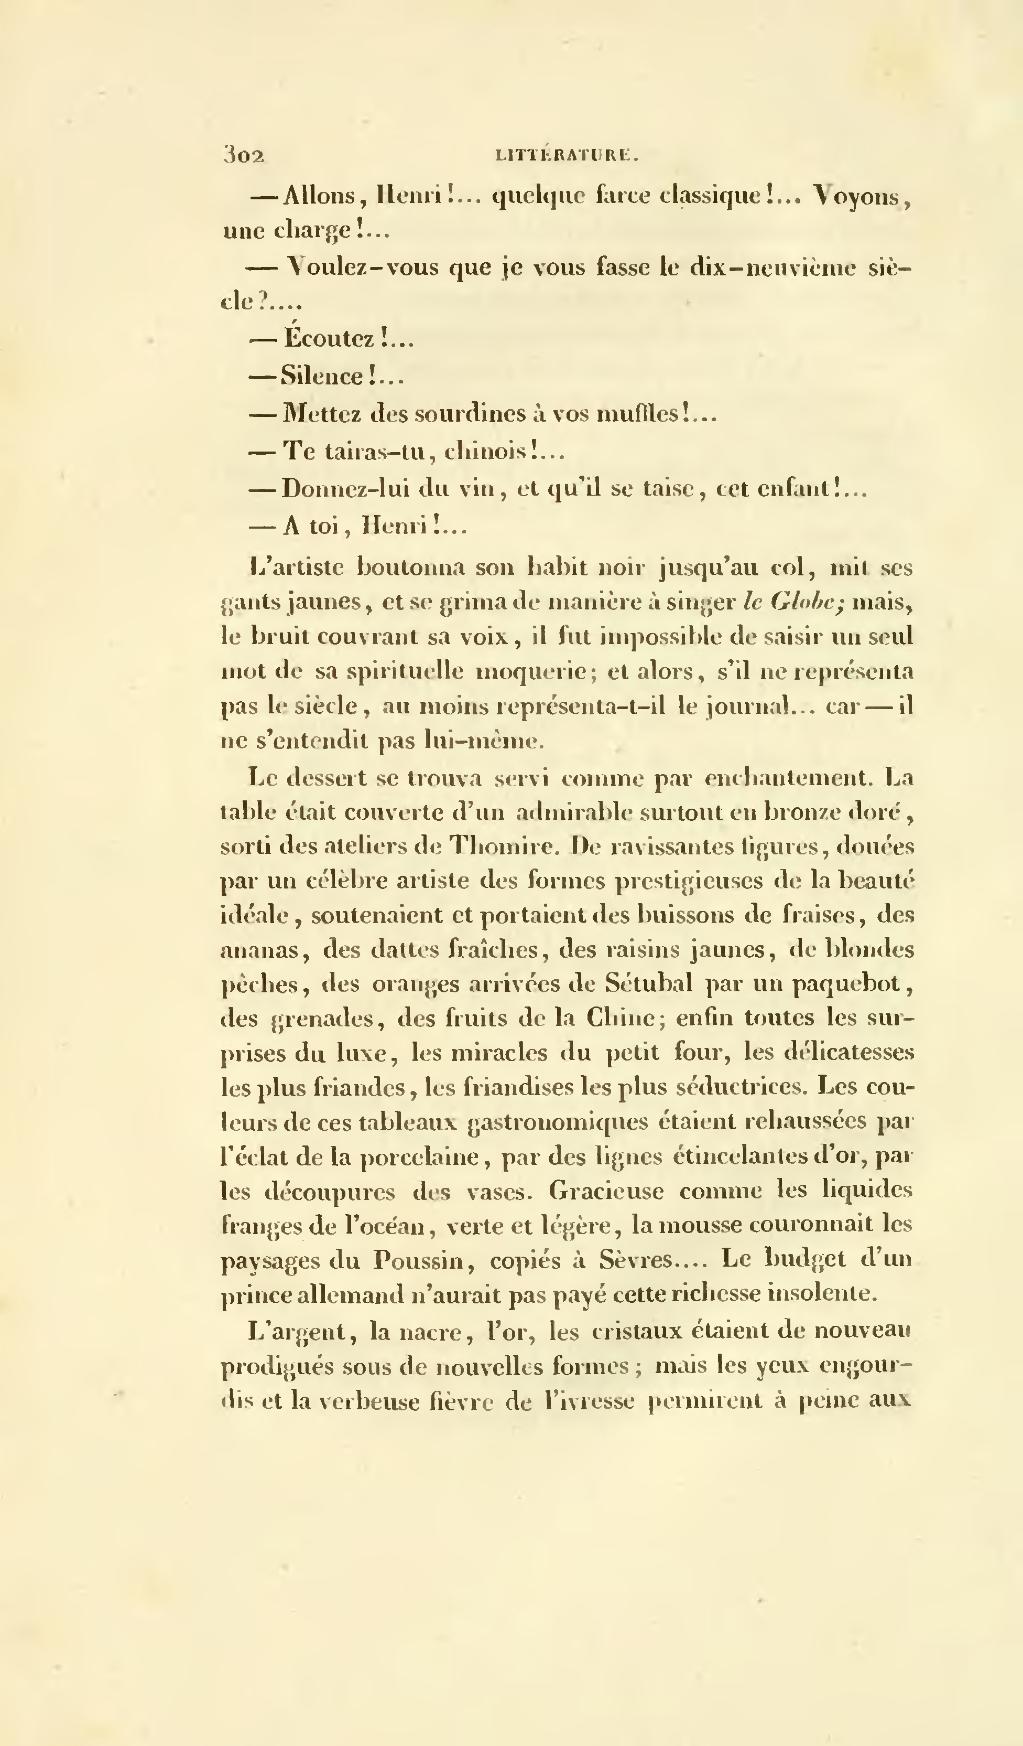 302 LITTÉRATURE.
— Allons, Henri!... quelque farce classique!... Voyons,
une charge!...
— Voulez-vous que je vous fasse le dix-neuvième siè-
cle?....
— Écoutez!...
— Silence!...
— Mettez des sourdines à vos muffles!...
— Te tairas-tu, chinois!...
— Donnez-lui du vin, et qu'il se taise, cet enfant!...
— A toi, Henri!...
L'artiste boutonna son habit noir jusqu'au col, mit ses
gants jaunes, et se grima de manière à singer le Globe; mais,
le bruit couvrant sa voix, il fut impossible de saisir un seul
mot de sa spirituelle moquerie; et alors, s'il ne représenta
pas le siècle, au moins représenta-t-il le journal... car — il
ne s'entendit pas lui-même.
Le dessert se trouva servi comme par enchantement. La
table était couverte d'un admirable surtout en bronze doré,
sorti des ateliers de Thomire. De ravissantes figures, douées
par un célèbre artiste des formes prestigieuses de la beauté
idéale, soutenaient et portaient des buissons de fraises, des
ananas, des dattes fraîches, des raisins jaunes, de blondes
pêches, des oranges arrivées de Sétubal par un paquebot,
des grenades, des fruits de la Chine; enfin toutes les sur-
prises du luxe, les miracles du petit four, les délicatesses
les plus friandes, les friandises les plus séductrices. Les cou-
leurs de ces tableaux gastronomiques étaient rehaussées par
l'éclat de la porcelaine, par des lignes étincelantes d'or, par
les découpures des vases. Gracieuse comme les liquides
franges de l'océan, verte et légère, la mousse couronnait les
paysages du Poussin, copiés à Sèvres.... Le budget d'un
prince allemand n'aurait pas payé cette richesse insolente.
L'argent, la nacre, l'or, les cristaux étaient de nouveau
prodigués sous de nouvelles formes; mais les yeux engour-
dis et la verbeuse fièvre de l'ivresse permirent à peine aux